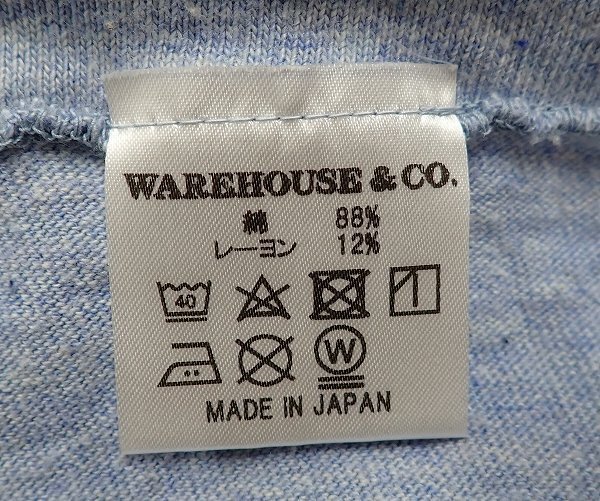 WAREHOUSE & CO.
綿 88%
レーヨン 12%
40
W
MADE IN JAPAN